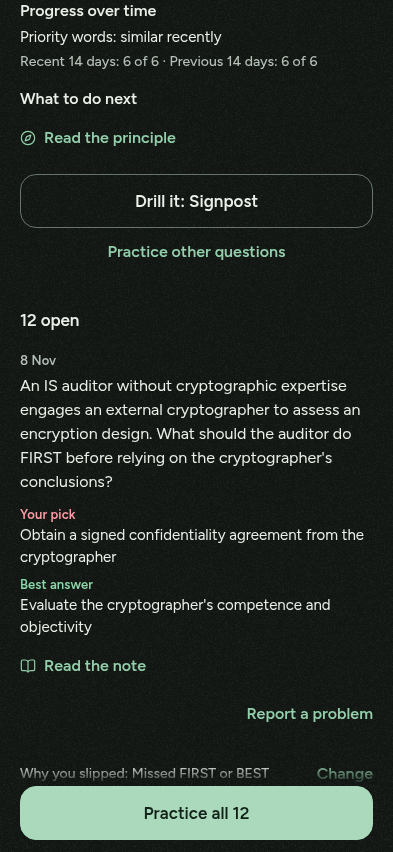 Progress over time
Priority words: similar recently
Recent 14 days: 6 of 6 · Previous 14 days: 6 of 6
What to do next
Read the principle
Drill it: Signpost
Practice other questions
12 open
8 Nov
An IS auditor without cryptographic expertise
engages an external cryptographer to assess an
encryption design. What should the auditor do
FIRST before relying on the cryptographer's
conclusions?
Your pick
Obtain a signed confidentiality agreement from the
cryptographer
Best answer
Evaluate the cryptographer's competence and
objectivity
Read the note
Report a problem
Why you slipped: Missed FIRST or BEST Change
Practice all 12